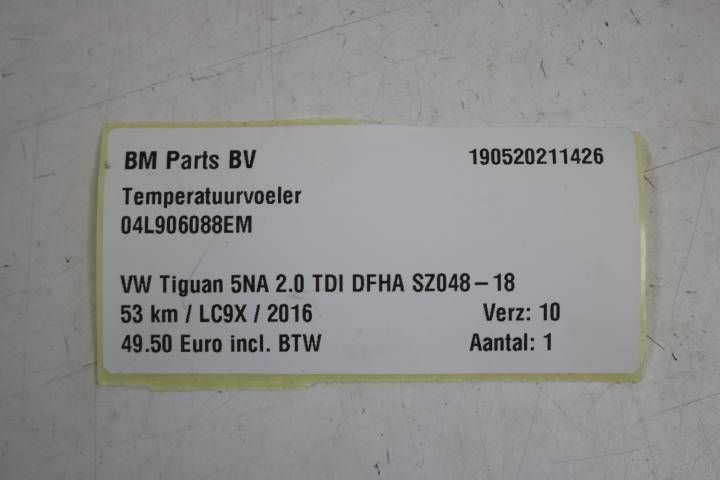 BM Parts BV 190520211426
Temperatuurvoeler
04L906088EM
VW Tiguan 5NA 2.0 TDI DFHA SZ048-18
53 km / LC9X / 2016 Verz: 10
49.50 Euro incl. BTW Aantal: 1